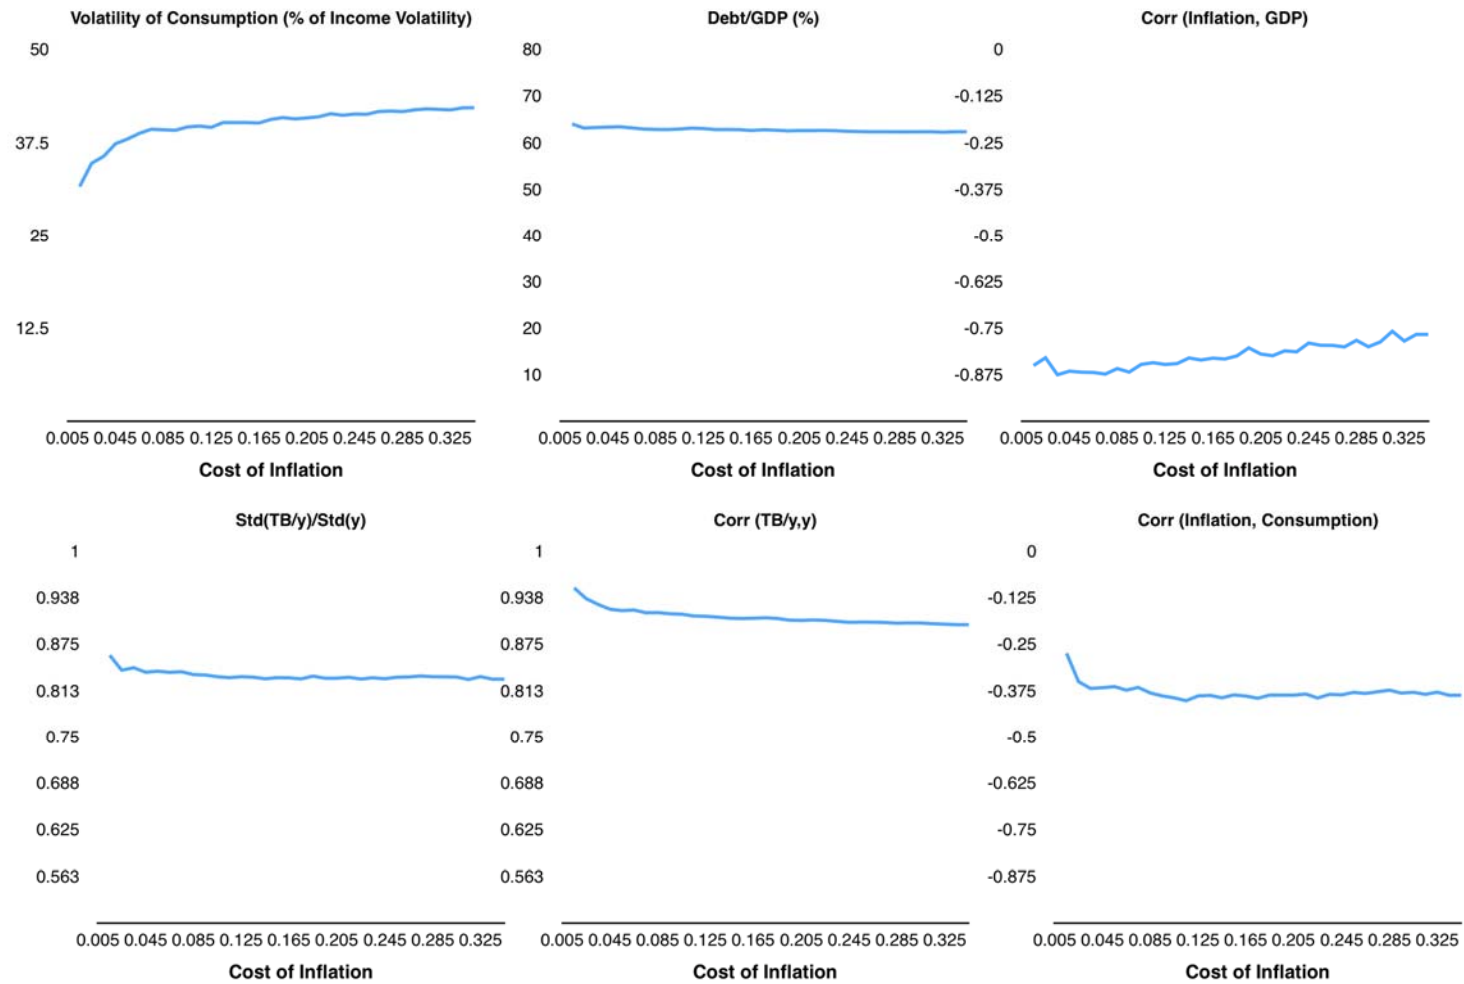 Volatility of Consumption (% of Income Volatility)
50
37.5
25
12.5
0.005 0.045 0.085 0.125 0.165 0.205 0.245 0.285 0.325
Cost of Inflation
Debt/GDP (%)
80
70
60
50
40
30
20
10
0.005 0.045 0.085 0.125 0.165 0.205 0.245 0.285 0.325
Cost of Inflation
Corr (Inflation, GDP)
0
-0.125
-0.25
-0.375
-0.5
-0.625
-0.75
-0.875
0.005 0.045 0.085 0.125 0.165 0.205 0.245 0.285 0.325
Cost of Inflation
Std(TB/y)/Std(y)
1
0.938
0.875
0.813
0.75
0.688
0.625
0.563
0.005 0.045 0.085 0.125 0.165 0.205 0.245 0.285 0.325
Cost of Inflation
Corr (TB/y,y)
1
0.938
0.875
0.813
0.75
0.688
0.625
0.563
0.005 0.045 0.085 0.125 0.165 0.205 0.245 0.285 0.325
Cost of Inflation
Corr (Inflation, Consumption)
0
-0.125
-0.25
-0.375
-0.5
-0.625
-0.75
-0.875
0.005 0.045 0.085 0.125 0.165 0.205 0.245 0.285 0.325
Cost of Inflation